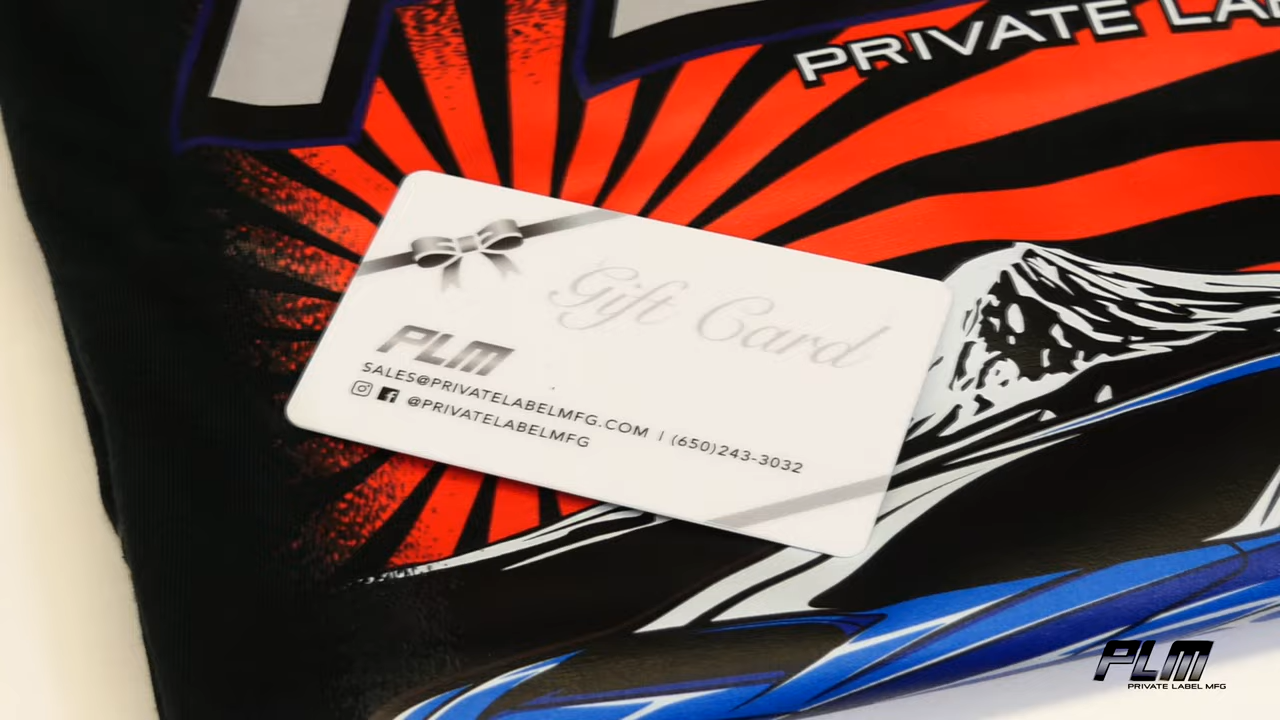 PRIVATE LA
Gift Card
PLM
SALES@PRIVATELABELMFG.COM | (650)243-3032
@PRIVATELABELMFG
PLM
PRIVATE LABEL MFG